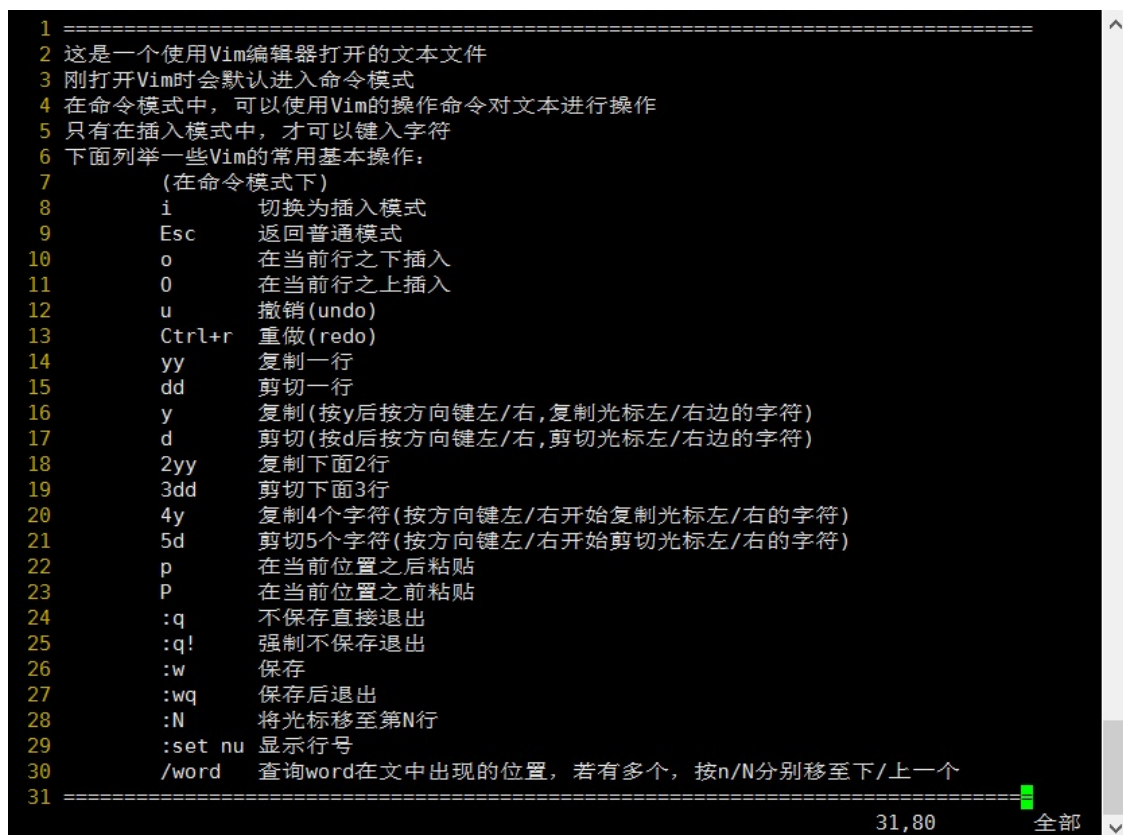 1 ================================================================================
2 这是一个使用Vim编辑器打开的文本文件
3 刚打开Vim时会默认进入命令模式
4 在命令模式中，可以使用Vim的操作命令对文本进行操作
5 只有在插入模式中，才可以键入字符
6 下面列举一些Vim的常用基本操作：
7 (在命令模式下)
8 i 切换为插入模式
9 Esc 返回普通模式
10 o 在当前行之下插入
11 O 在当前行之上插入
12 u 撤销(undo)
13 Ctrl+r 重做(redo)
14 yy 复制一行
15 dd 剪切一行
16 y 复制(按y后按方向键左/右,复制光标左/右边的字符)
17 d 剪切(按d后按方向键左/右,剪切光标左/右边的字符)
18 2yy 复制下面2行
19 3dd 剪切下面3行
20 4y 复制4个字符(按方向键左/右开始复制光标左/右的字符)
21 5d 剪切5个字符(按方向键左/右开始剪切光标左/右的字符)
22 p 在当前位置之后粘贴
23 P 在当前位置之前粘贴
24 :q 不保存直接退出
25 :q! 强制不保存退出
26 :w 保存
27 :wq 保存后退出
28 :N 将光标移至第N行
29 :set nu 显示行号
30 /word 查询word在文中出现的位置，若有多个，按n/N分别移至下/上一个
31 ================================================================================
31,80 全部